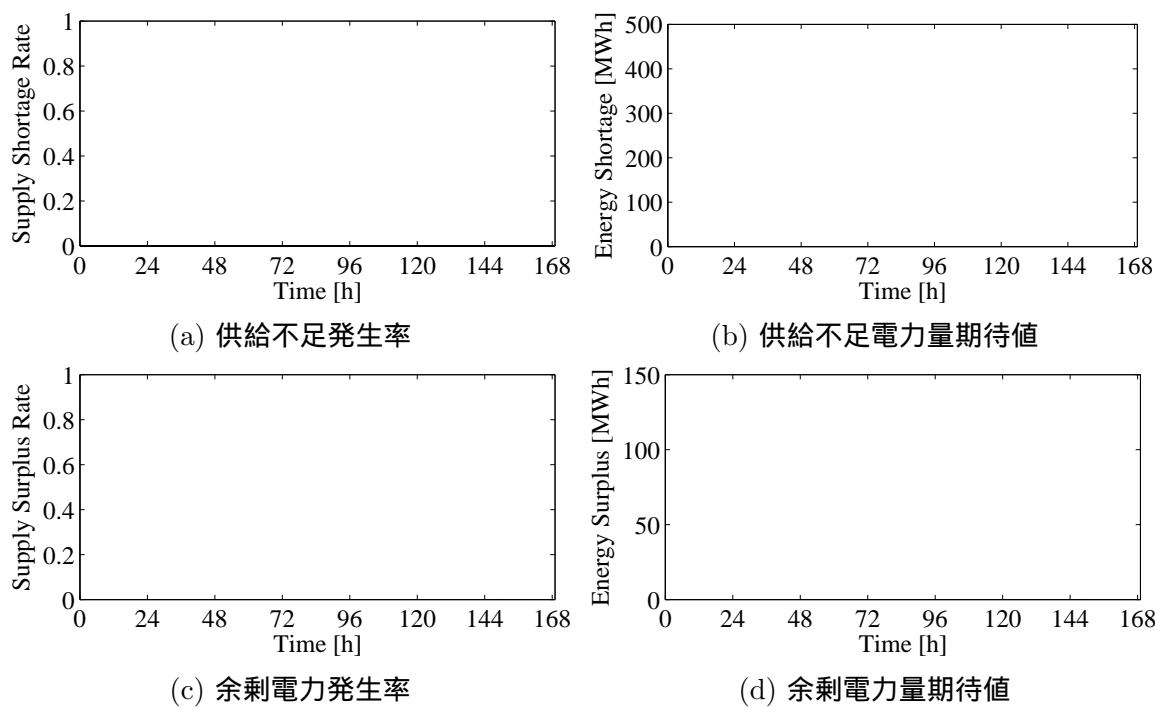 Supply Shortage Rate
1
0.8
0.6
0.4
0.2
0
0 24 48 72 96 120 144 168
Time [h]
(a) 供給不足発生率
Energy Shortage [MWh]
500
400
300
200
100
0
0 24 48 72 96 120 144 168
Time [h]
(b) 供給不足電力量期待値
Supply Surplus Rate
1
0.8
0.6
0.4
0.2
0
0 24 48 72 96 120 144 168
Time [h]
(c) 余剰電力発生率
Energy Surplus [MWh]
150
100
50
0
0 24 48 72 96 120 144 168
Time [h]
(d) 余剰電力量期待値